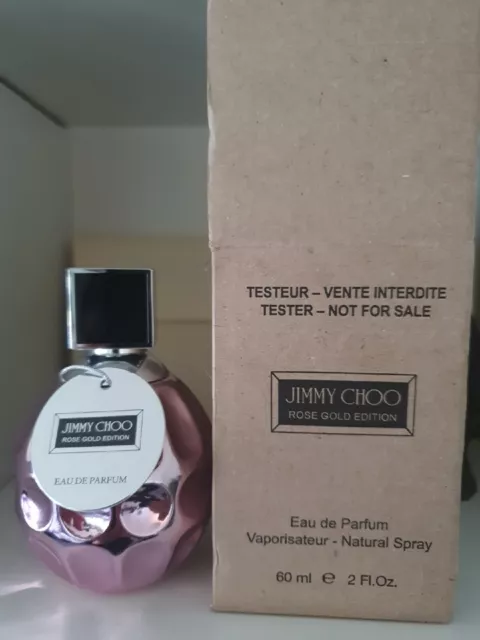 JIMMY CHOO
ROSE GOLD EDITION
EAU DE PARFUM
TESTEUR – VENTE INTERDITE
TESTER – NOT FOR SALE
JIMMY CHOO
ROSE GOLD EDITION
Eau de Parfum
Vaporisateur - Natural Spray
60 ml ℮ 2 Fl.Oz.